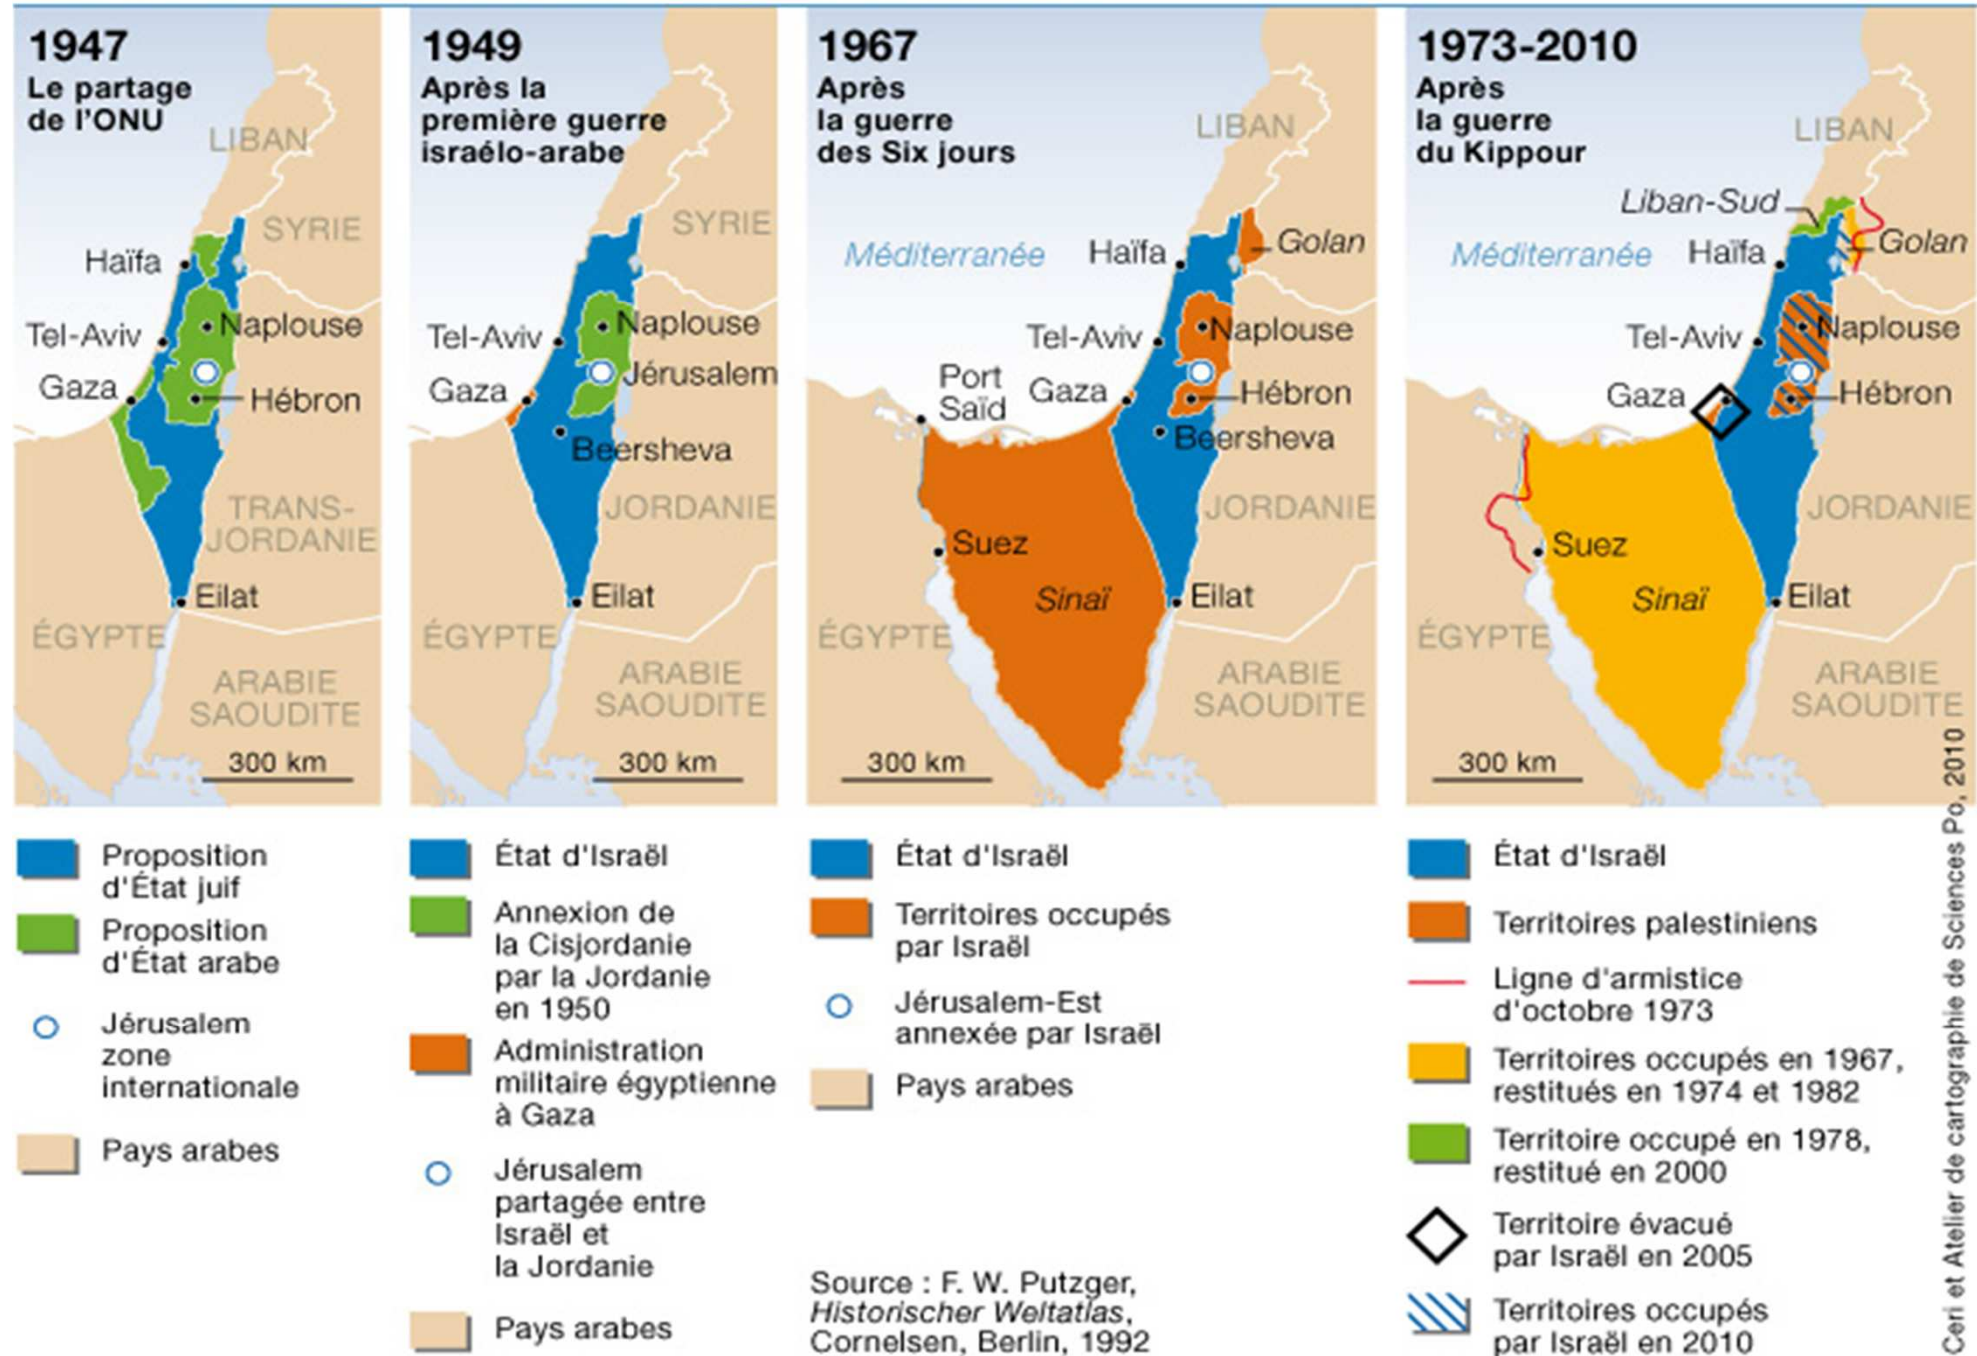 1947
Le partage
de l'ONU
LIBAN
SYRIE
Haïfa
Tel-Aviv
Naplouse
Gaza
Hébron
TRANS-
JORDANIE
Eilat
ÉGYPTE
ARABIE
SAOUDITE
300 km
Proposition
d'État juif
Proposition
d'État arabe
Jérusalem
zone
internationale
Pays arabes
1949
Après la
première guerre
israélo-arabe
SYRIE
Tel-Aviv
Naplouse
Jérusalem
Gaza
Beersheva
JORDANIE
Eilat
ÉGYPTE
ARABIE
SAOUDITE
300 km
État d'Israël
Annexion de
la Cisjordanie
par la Jordanie
en 1950
Administration
militaire égyptienne
à Gaza
Jérusalem
partagée entre
Israël et
la Jordanie
Pays arabes
1967
Après
la guerre
des Six jours
LIBAN
Méditerranée
Haïfa
Golan
Tel-Aviv
Naplouse
Port
Saïd
Gaza
Hébron
Beersheva
JORDANIE
Suez
Sinaï
Eilat
ÉGYPTE
ARABIE
SAOUDITE
300 km
État d'Israël
Territoires occupés
par Israël
Jérusalem-Est
annexée par Israël
Pays arabes
Source : F. W. Putzger,
Historischer Weltatlas,
Cornelsen, Berlin, 1992
1973-2010
Après
la guerre
du Kippour
LIBAN
Liban-Sud
Méditerranée
Haïfa
Golan
Tel-Aviv
Naplouse
Gaza
Hébron
JORDANIE
Suez
Sinaï
Eilat
ÉGYPTE
ARABIE
SAOUDITE
300 km
État d'Israël
Territoires palestiniens
Ligne d'armistice
d'octobre 1973
Territoires occupés en 1967,
restitués en 1974 et 1982
Territoire occupé en 1978,
restitué en 2000
Territoire évacué
par Israël en 2005
Territoires occupés
par Israël en 2010
Ceri et Atelier de cartographie de Sciences Po, 2010